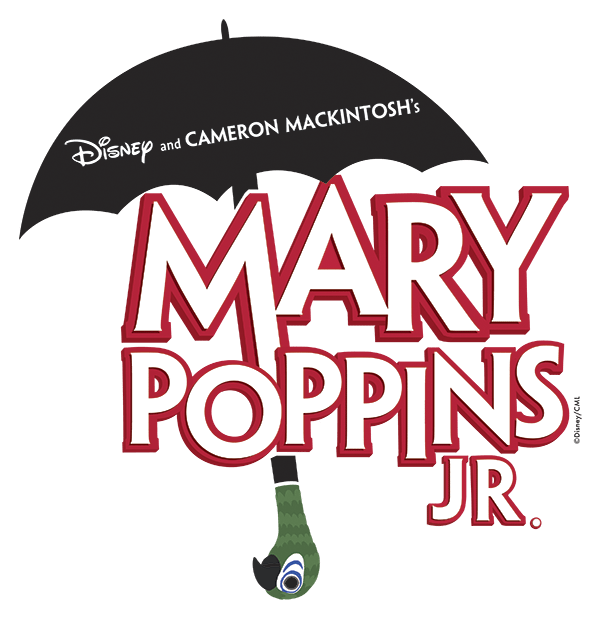 Disney and CAMERON MACKINTOSH's
MARY
POPPINS
JR.
©Disney/CML